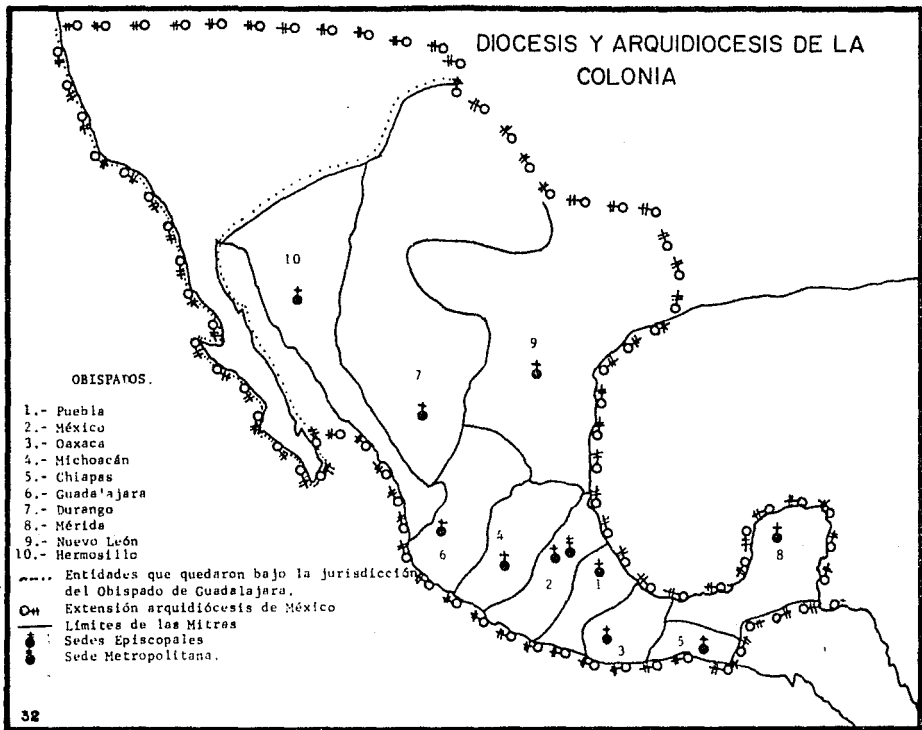 DIOCESIS Y ARQUIDIOCESIS DE LA
COLONIA
10
9
7
6
4
2
1
3
5
8
OBISPADOS.
1.- Puebla
2.- México
3.- Oaxaca
4.- Michoacán
5.- Chiapas
6.- Guadalajara
7.- Durango
8.- Mérida
9.- Nuevo León
10.- Hermosillo
Entidades que quedaron bajo la jurisdicción
del Obispado de Guadalajara.
Extensión arquidiócesis de México
Límites de las Mitras
Sedes Episcopales
Sede Metropolitana.
32